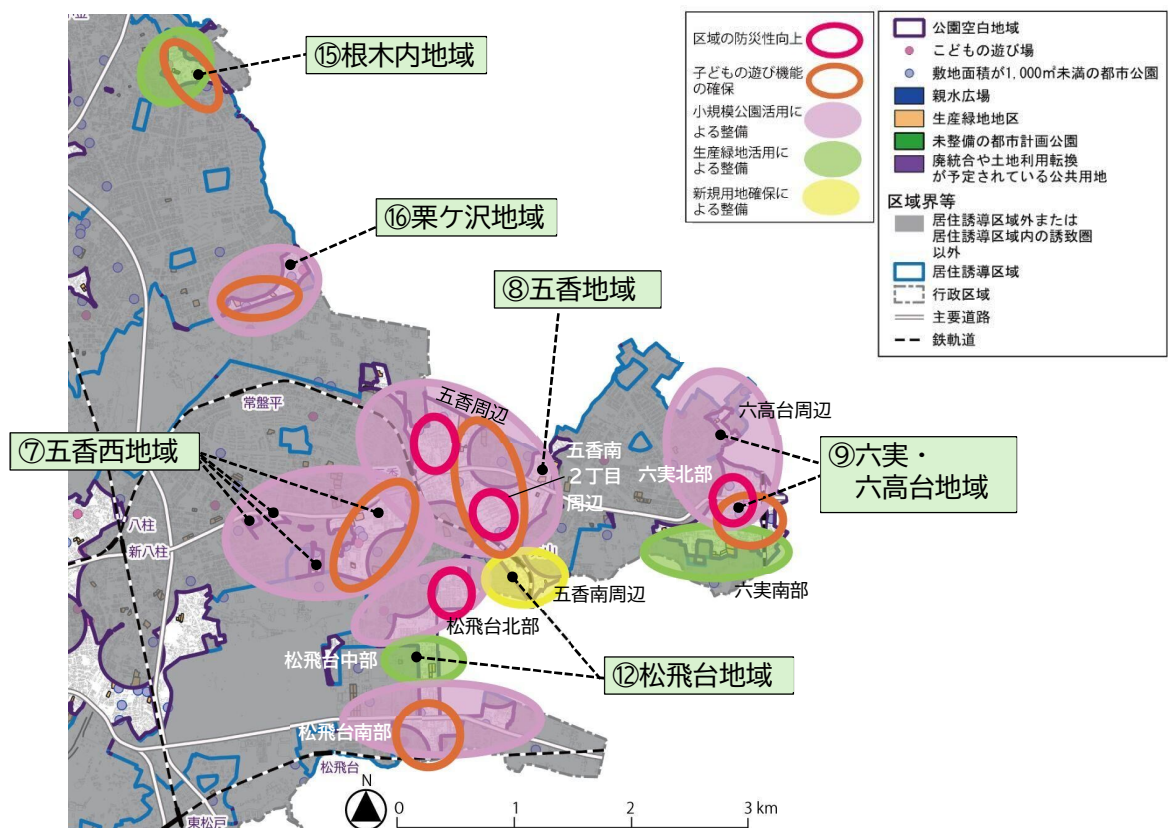 ⑮根木内地域
⑯栗ケ沢地域
⑧五香地域
⑦五香西地域
⑨六実・
六高台地域
⑫松飛台地域
常盤平
五香周辺
五香南
２丁目
周辺
六実北部
六高台周辺
八柱
新八柱
五香南周辺
六実南部
松飛台北部
松飛台中部
松飛台南部
松飛台
東松戸
N
0
1
2
3 km
区域の防災性向上
子どもの遊び機能
の確保
小規模公園活用に
よる整備
生産緑地活用に
よる整備
新規用地確保に
よる整備
公園空白地域
こどもの遊び場
敷地面積が1,000㎡未満の都市公園
親水広場
生産緑地地区
未整備の都市計画公園
廃統合や土地利用転換
が予定されている公共用地
区域界等
居住誘導区域外または
居住誘導区域内の誘致圏
以外
居住誘導区域
行政区域
主要道路
鉄軌道